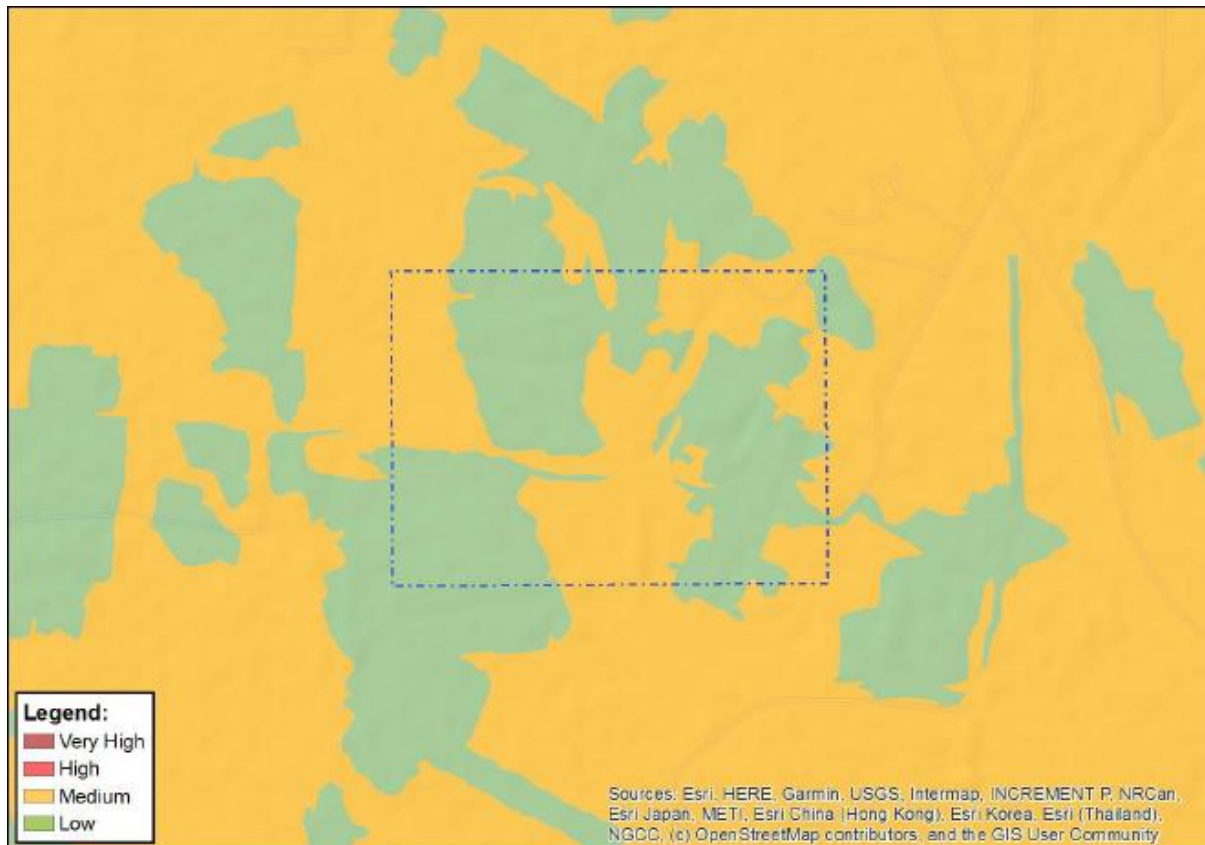 Legend:
Very High
High
Medium
Low
Sources: Esri, HERE, Garmin, USGS, Intermap, INCREMENT P, NRCan,
Esri Japan, METI, Esri China (Hong Kong), Esri Korea, Esri (Thailand),
NGCC, (c) OpenStreetMap contributors, and the GIS User Community